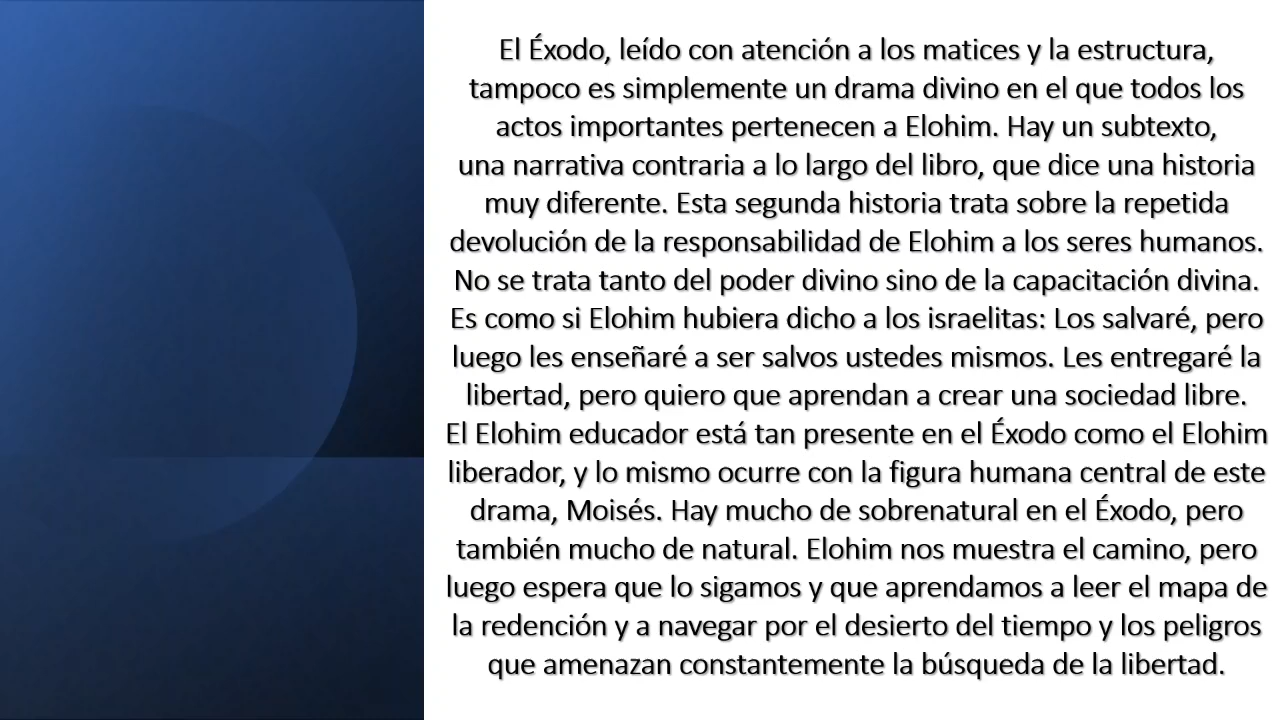 El Éxodo, leído con atención a los matices y la estructura,
tampoco es simplemente un drama divino en el que todos los
actos importantes pertenecen a Elohim. Hay un subtexto,
una narrativa contraria a lo largo del libro, que dice una historia
muy diferente. Esta segunda historia trata sobre la repetida
devolución de la responsabilidad de Elohim a los seres humanos.
No se trata tanto del poder divino sino de la capacitación divina.
Es como si Elohim hubiera dicho a los israelitas: Los salvaré, pero
luego les enseñaré a ser salvos ustedes mismos. Les entregaré la
libertad, pero quiero que aprendan a crear una sociedad libre.
El Elohim educador está tan presente en el Éxodo como el Elohim
liberador, y lo mismo ocurre con la figura humana central de este
drama, Moisés. Hay mucho de sobrenatural en el Éxodo, pero
también mucho de natural. Elohim nos muestra el camino, pero
luego espera que lo sigamos y que aprendamos a leer el mapa de
la redención y a navegar por el desierto del tiempo y los peligros
que amenazan constantemente la búsqueda de la libertad.